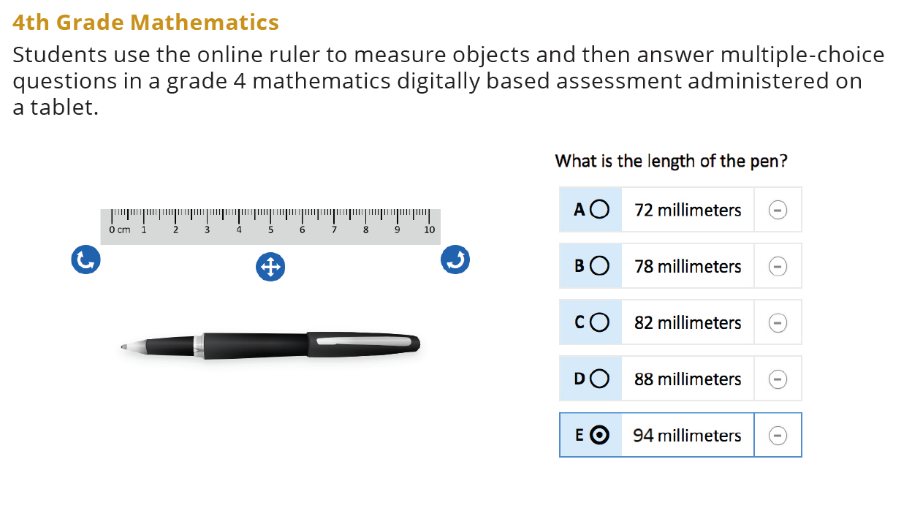 4th Grade Mathematics
Students use the online ruler to measure objects and then answer multiple-choice
questions in a grade 4 mathematics digitally based assessment administered on
a tablet.
What is the length of the pen?
0 cm 1 2 3 4 5 6 7 8 9 10
A 72 millimeters
B 78 millimeters
C 82 millimeters
D 88 millimeters
E 94 millimeters